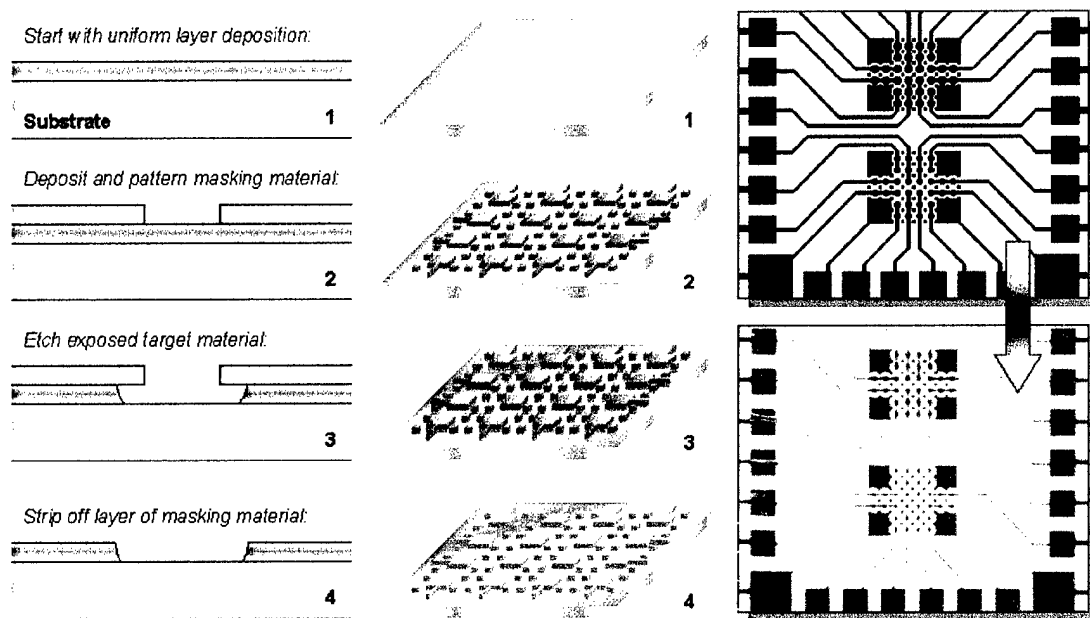 Start with uniform layer deposition:
Substrate
1
Deposit and pattern masking material:
2
Etch exposed target material:
3
Strip off layer of masking material:
4
1
2
3
4